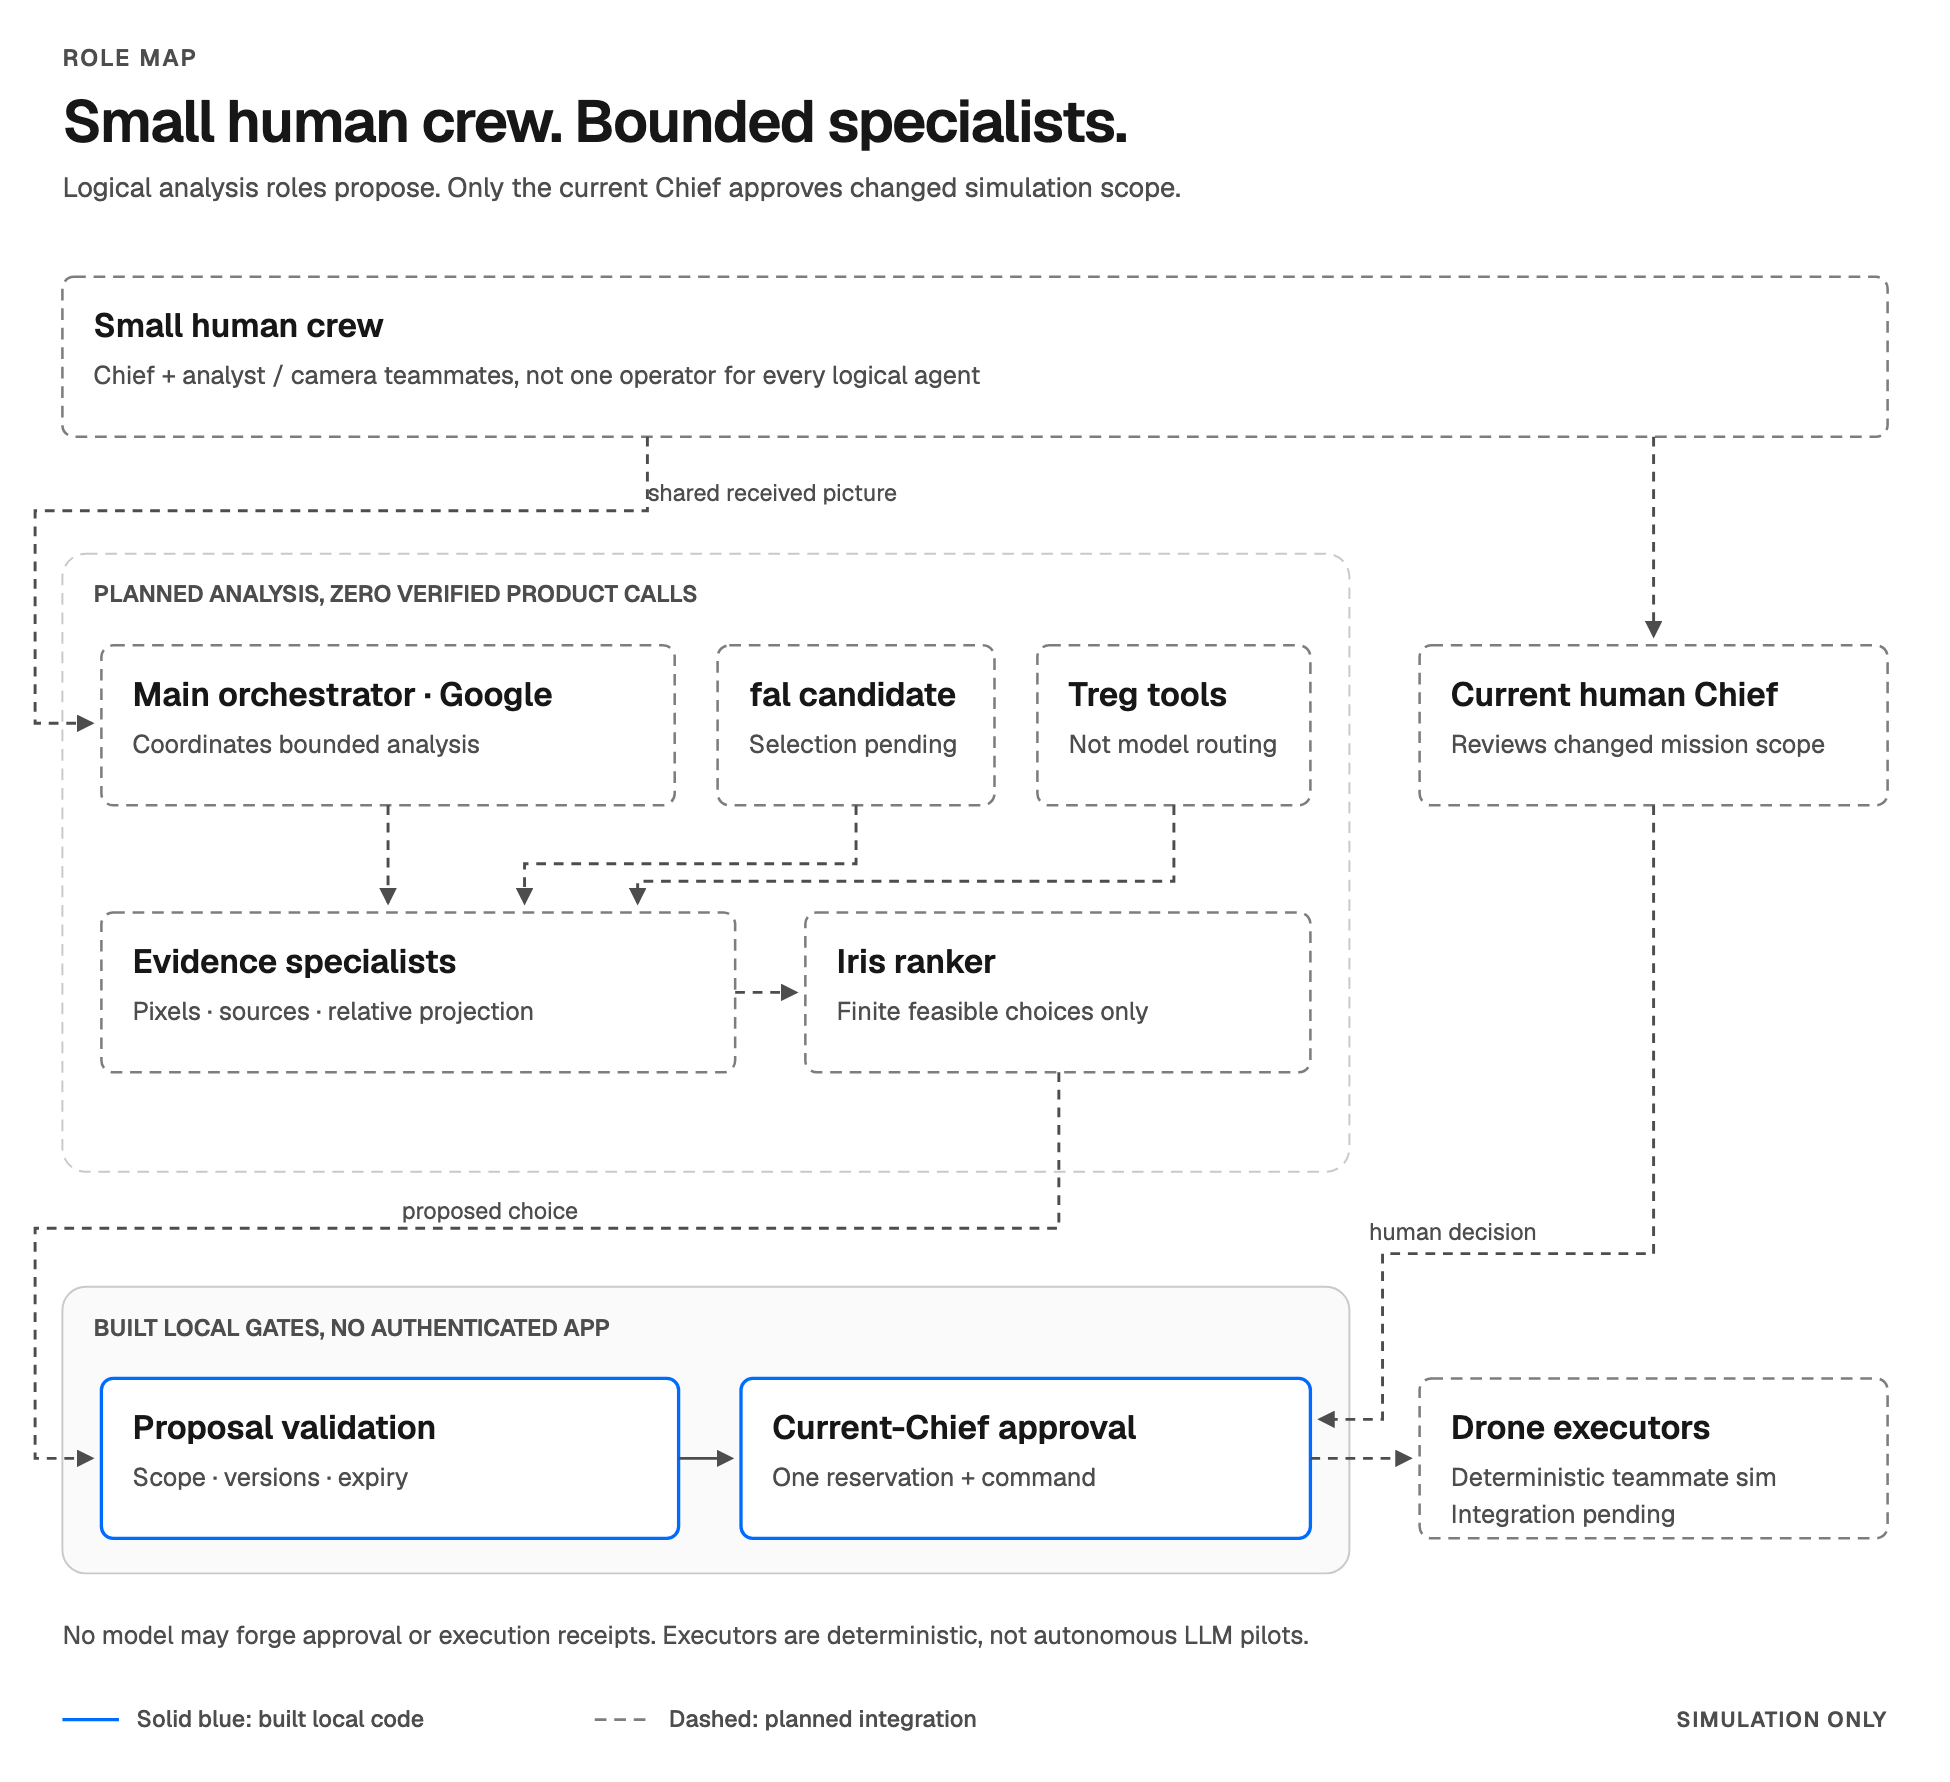 ROLE MAP
Small human crew. Bounded specialists.
Logical analysis roles propose. Only the current Chief approves changed simulation scope.
Small human crew
Chief + analyst / camera teammates, not one operator for every logical agent
shared received picture
PLANNED ANALYSIS, ZERO VERIFIED PRODUCT CALLS
Main orchestrator · Google
Coordinates bounded analysis
fal candidate
Selection pending
Treg tools
Not model routing
Current human Chief
Reviews changed mission scope
Evidence specialists
Pixels · sources · relative projection
Iris ranker
Finite feasible choices only
proposed choice
human decision
BUILT LOCAL GATES, NO AUTHENTICATED APP
Proposal validation
Scope · versions · expiry
Current-Chief approval
One reservation + command
Drone executors
Deterministic teammate sim
Integration pending
No model may forge approval or execution receipts. Executors are deterministic, not autonomous LLM pilots.
Solid blue: built local code
Dashed: planned integration
SIMULATION ONLY